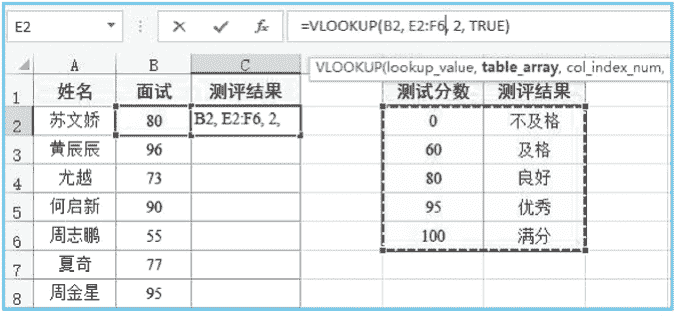 E2 =VLOOKUP(B2, E2:F6, 2, TRUE)
VLOOKUP(lookup_value, table_array, col_index_num,
A B C
1 姓名 面试 测评结果 测试分数 测评结果
2 苏文娇 80 B2, E2:F6, 2, 0 不及格
3 黄辰辰 96 60 及格
4 尤越 73 80 良好
5 何启新 90 95 优秀
6 周志鹏 55 100 满分
7 夏奇 77
8 周金星 95